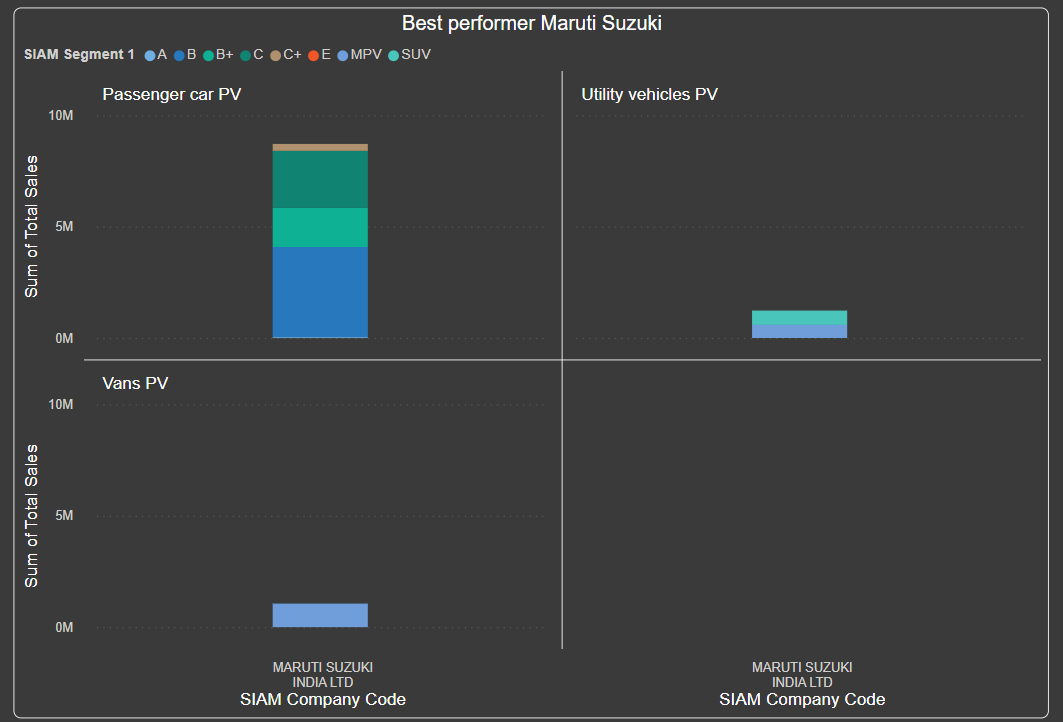 Best performer Maruti Suzuki
SIAM Segment 1 A B B+ C C+ E MPV SUV
Passenger car PV
Utility vehicles PV
10M
5M
0M
Sum of Total Sales
Vans PV
10M
5M
0M
Sum of Total Sales
MARUTI SUZUKI
INDIA LTD
SIAM Company Code
MARUTI SUZUKI
INDIA LTD
SIAM Company Code